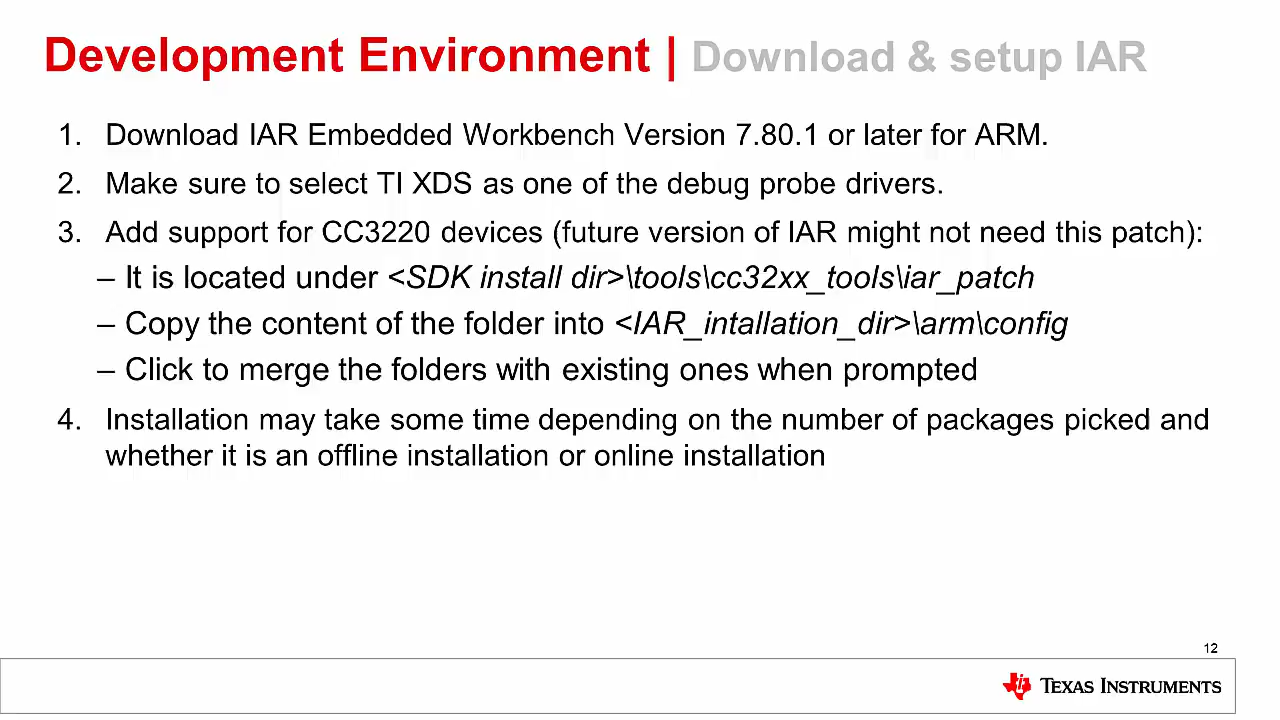 Development Environment | Download & setup IAR
1. Download IAR Embedded Workbench Version 7.80.1 or later for ARM.
2. Make sure to select TI XDS as one of the debug probe drivers.
3. Add support for CC3220 devices (future version of IAR might not need this patch):
– It is located under <SDK install dir>\tools\cc32xx_tools\iar_patch
– Copy the content of the folder into <IAR_intallation_dir>\arm\config
– Click to merge the folders with existing ones when prompted
4. Installation may take some time depending on the number of packages picked and
whether it is an offline installation or online installation
12
TEXAS INSTRUMENTS